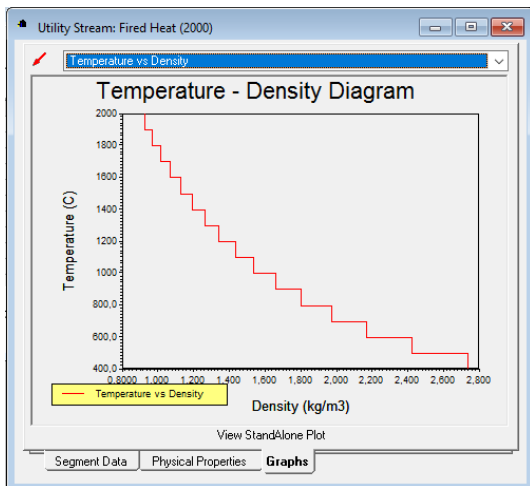 Utility Stream: Fired Heat (2000)
Temperature vs Density
Temperature - Density Diagram
2000
1800
1600
1400
1200
1000
800,0
600,0
400,0
Temperature (C)
0,8000 1,000 1,200 1,400 1,600 1,800 2,000 2,200 2,400 2,600 2,800
Temperature vs Density
Density (kg/m3)
View StandAlone Plot
Segment Data Physical Properties Graphs